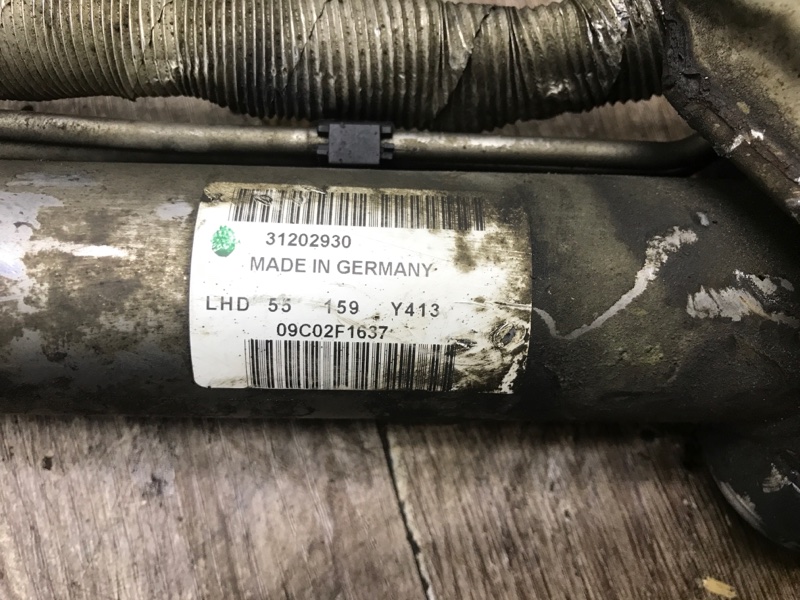 31202930
MADE IN GERMANY
LHD 55 159 Y413
09C02F1637